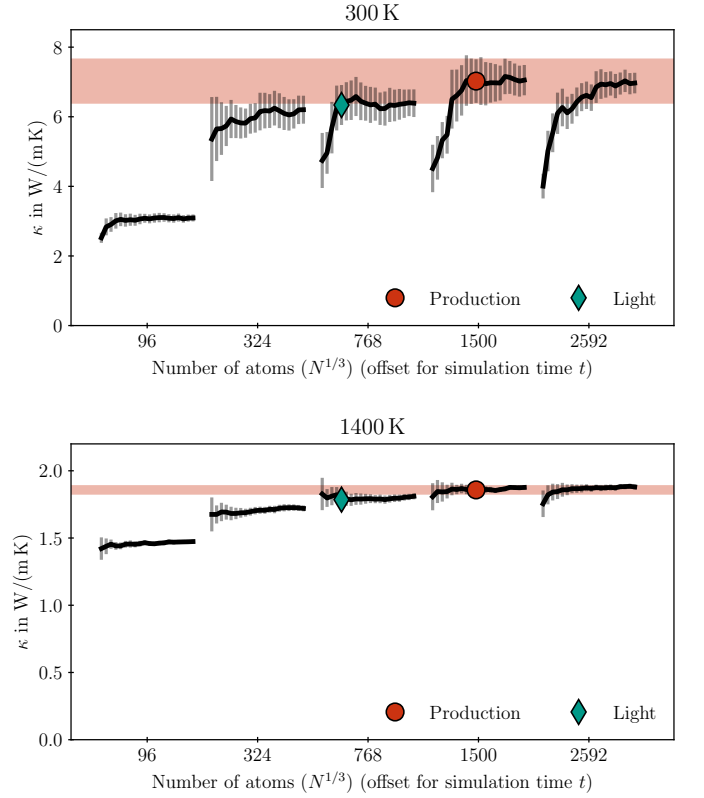 300 K
8
6
4
2
0
κ in W/(mK)
Production
Light
96
324
768
1500
2592
Number of atoms (N^{1/3}) (offset for simulation time t)
1400 K
2.0
1.5
1.0
0.5
0.0
κ in W/(m K)
Production
Light
96
324
768
1500
2592
Number of atoms (N^{1/3}) (offset for simulation time t)